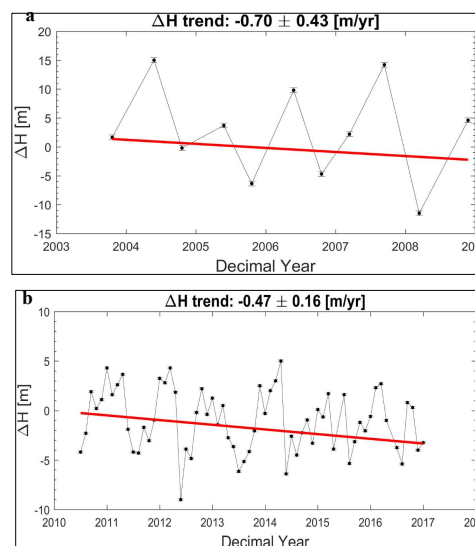 a
ΔH trend: -0.70 ± 0.43 [m/yr]
20
15
10
5
0
-5
-10
-15
ΔH [m]
2003 2004 2005 2006 2007 2008
Decimal Year
b
ΔH trend: -0.47 ± 0.16 [m/yr]
10
5
0
-5
-10
ΔH [m]
2010 2011 2012 2013 2014 2015 2016 2017
Decimal Year